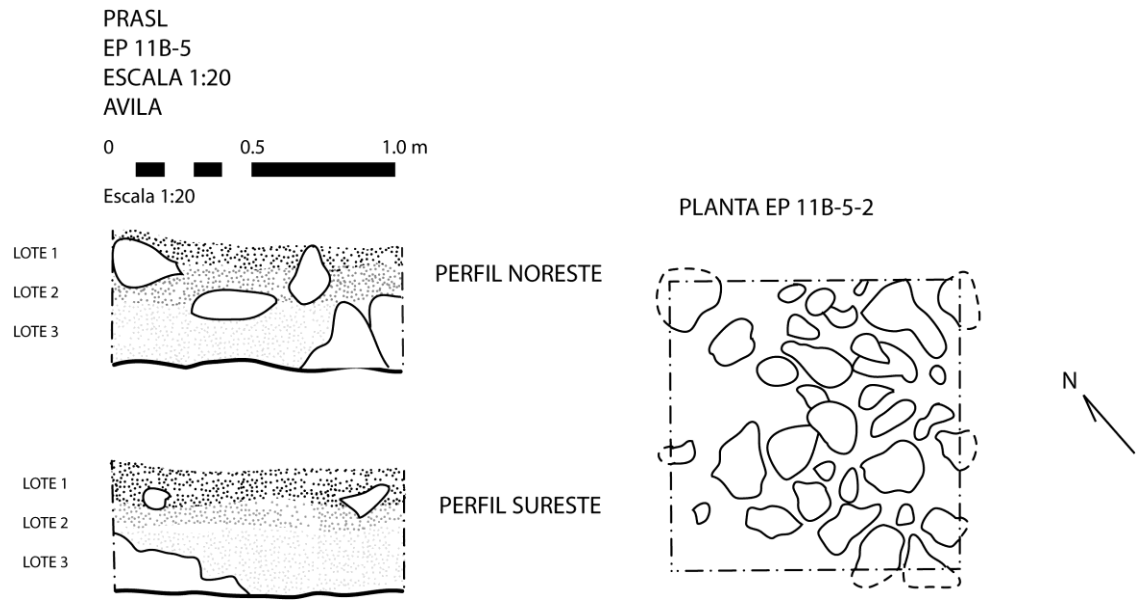 PRASL
EP 11B-5
ESCALA 1:20
AVILA
0 0.5 1.0 m
Escala 1:20
PLANTA EP 11B-5-2
LOTE 1
LOTE 2
LOTE 3
PERFIL NORESTE
N
LOTE 1
LOTE 2
LOTE 3
PERFIL SURESTE